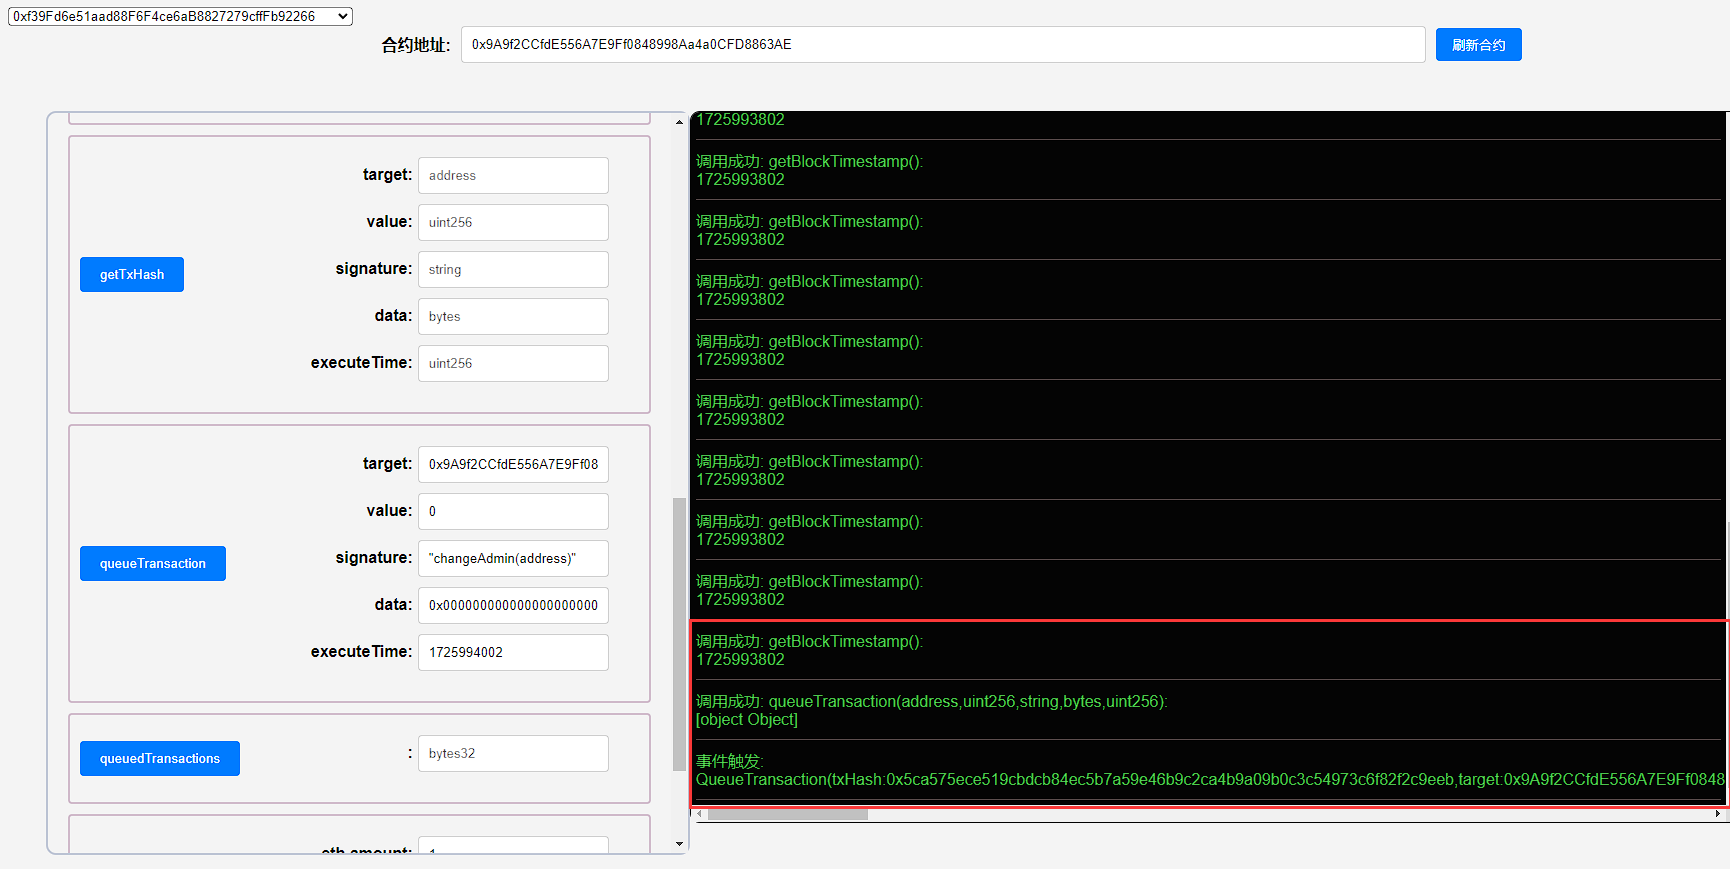 0xf39Fd6e51aad88F6F4ce6aB8827279cffFb92266
合约地址: 0x9A9f2CCfdE556A7E9Ff0848998Aa4a0CFD8863AE 刷新合约
target: address
value: uint256
getTxHash signature: string
data: bytes
executeTime: uint256
target: 0x9A9f2CCfdE556A7E9Ff08
value: 0
queueTransaction signature: "changeAdmin(address)"
data: 0x000000000000000000000
executeTime: 1725994002
queuedTransactions : bytes32
eth amount: 1
1725993802
调用成功: getBlockTimestamp():
1725993802
调用成功: getBlockTimestamp():
1725993802
调用成功: getBlockTimestamp():
1725993802
调用成功: getBlockTimestamp():
1725993802
调用成功: getBlockTimestamp():
1725993802
调用成功: getBlockTimestamp():
1725993802
调用成功: getBlockTimestamp():
1725993802
调用成功: getBlockTimestamp():
1725993802
调用成功: getBlockTimestamp():
1725993802
调用成功: queueTransaction(address,uint256,string,bytes,uint256):
[object Object]
事件触发:
QueueTransaction(txHash:0x5ca575ece519cbdcb84ec5b7a59e46b9c2ca4b9a09b0c3c54973c6f82f2c9eeb,target:0x9A9f2CCfdE556A7E9Ff0848